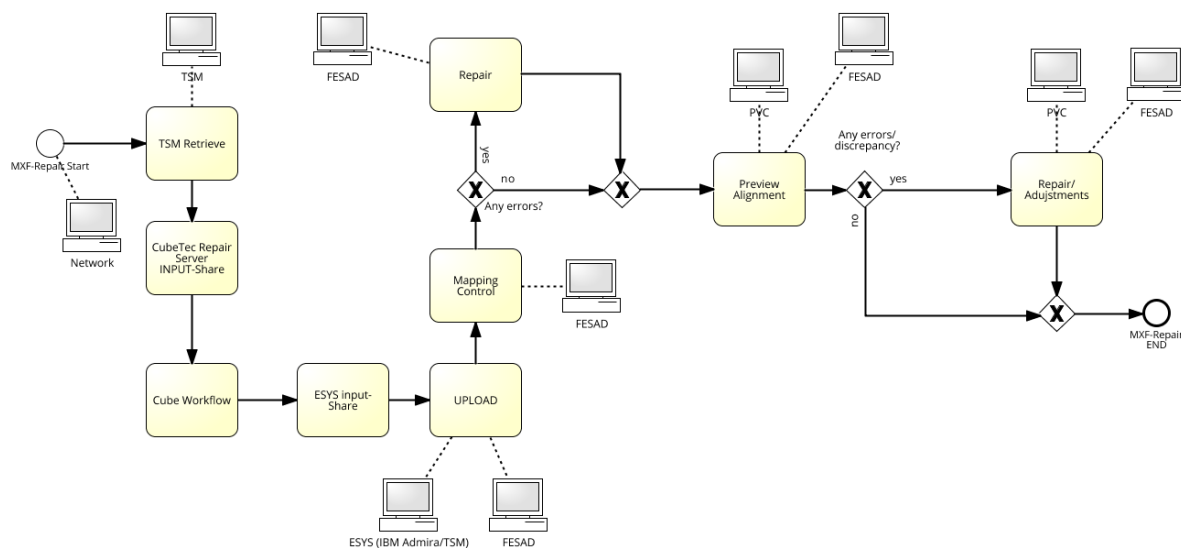 TSM
FESAD
Repair
PVC
FESAD
PVC
FESAD
MXF-Repair Start
TSM Retrieve
yes
no
Any errors?
Any errors/
discrepancy?
Preview
Alignment
yes
no
Repair/
Adujstments
Network
CubeTec Repair
Server
INPUT-Share
Mapping
Control
FESAD
MXF-Repair
END
Cube Workflow
ESYS input-
Share
UPLOAD
ESYS (IBM Admira/TSM)
FESAD